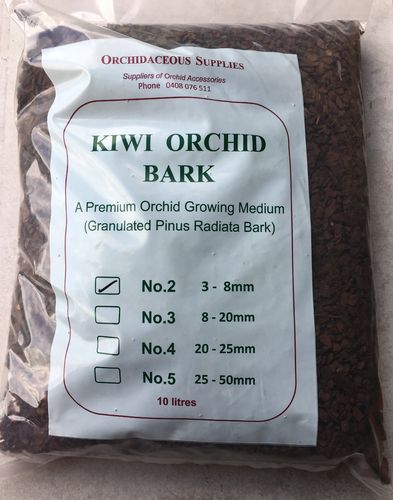 ORCHIDACEOUS SUPPLIES
Suppliers of Orchid Accessories
Phone 0408 076 511
KIWI ORCHID
BARK
A Premium Orchid Growing Medium
(Granulated Pinus Radiata Bark)
No.2 3 - 8mm
No.3 8 - 20mm
No.4 20 - 25mm
No.5 25 - 50mm
10 litres